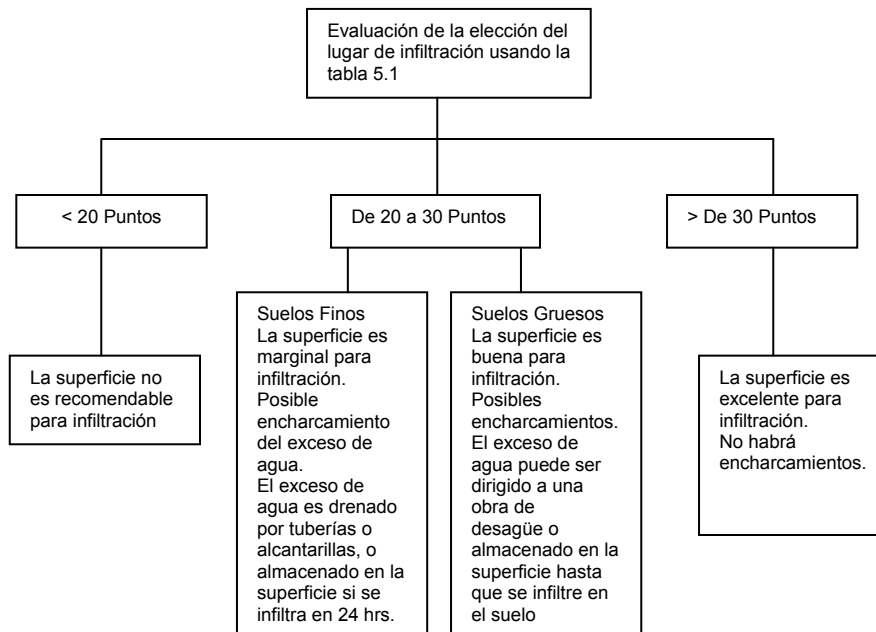 Evaluación de la elección del
lugar de infiltración usando la
tabla 5.1
< 20 Puntos
De 20 a 30 Puntos
> De 30 Puntos
La superficie no
es recomendable
para infiltración
Suelos Finos
La superficie es
marginal para
infiltración.
Posible
encharcamiento
del exceso de
agua.
El exceso de
agua es drenado
por tuberías o
alcantarillas, o
almacenado en la
superficie si se
infiltra en 24 hrs.
Suelos Gruesos
La superficie es
buena para
infiltración.
Posibles
encharcamientos.
El exceso de
agua puede ser
dirigido a una
obra de
desagüe o
almacenado en la
superficie hasta
que se infiltre en
el suelo
La superficie es
excelente para
infiltración.
No habrá
encharcamientos.